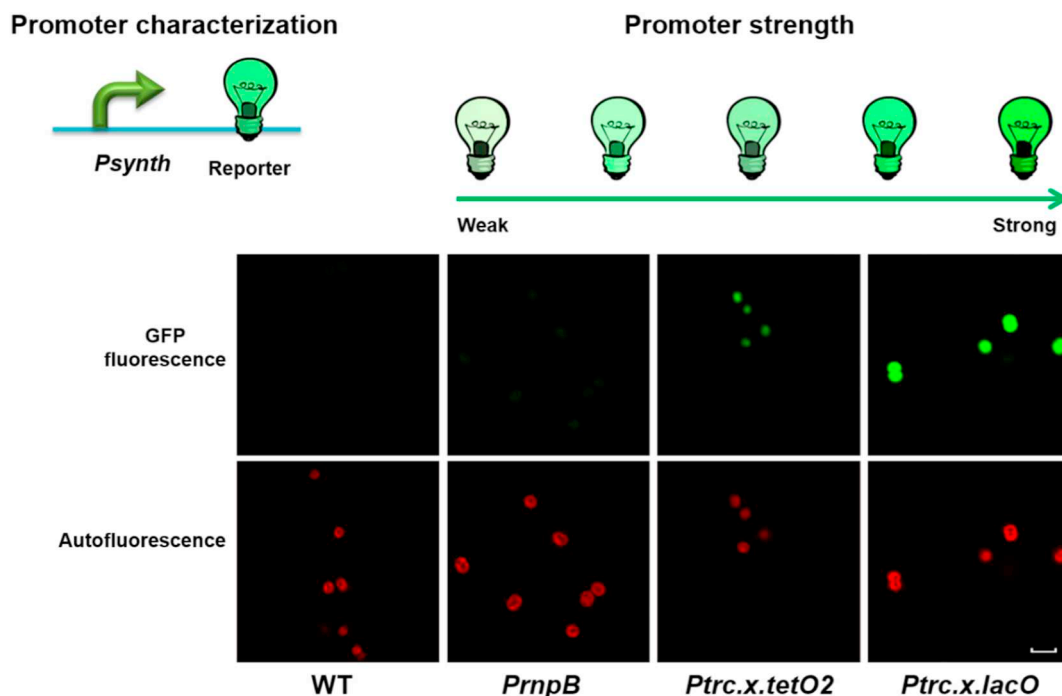 Promoter characterization
Promoter strength
Psynth
Reporter
Weak
Strong
GFP
fluorescence
Autofluorescence
WT
PrnpB
Ptrc.x.tetO2
Ptrc.x.lacO